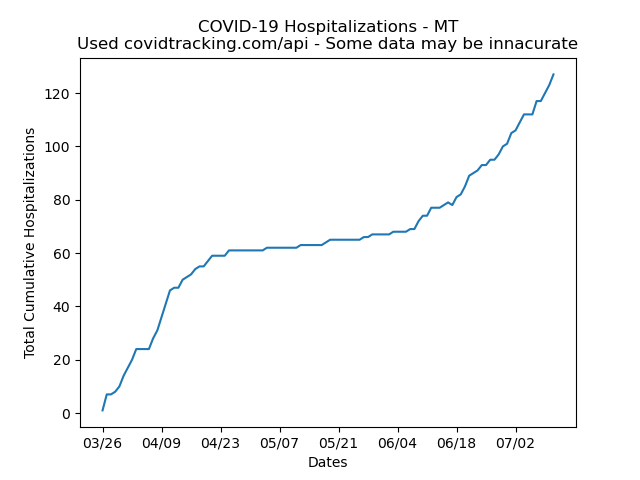 COVID-19 Hospitalizations - MT
Used covidtracking.com/api - Some data may be innacurate
Total Cumulative Hospitalizations
120
100
80
60
40
20
0
03/26 04/09 04/23 05/07 05/21 06/04 06/18 07/02
Dates